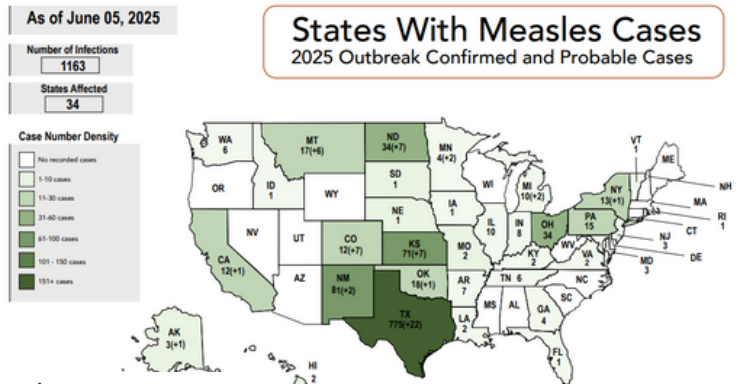 As of June 05, 2025
States With Measles Cases
2025 Outbreak Confirmed and Probable Cases
Number of Infections
1163
States Affected
34
Case Number Density
No recorded cases
1-10 cases
11-30 cases
31-60 cases
61-100 cases
101 - 150 cases
151+ cases
WA
6
OR
CA
12(+1)
NV
ID
1
MT
17(+6)
WY
UT
AZ
CO
12(+7)
NM
81(+2)
ND
34(+7)
SD
1
NE
1
KS
71(+7)
OK
18(+1)
TX
775(+22)
MN
4(+2)
IA
1
MO
2
AR
7
LA
2
WI
IL
10
MI
10(+2)
IN
8
OH
34
KY
2
TN 6
MS
AL
GA
4
FL
1
SC
NC
VA
2
WV
PA
15
NY
13(+1)
VT
1
ME
NH
MA
RI
1
CT
NJ
3
DE
MD
3
AK
3(+1)
HI
2